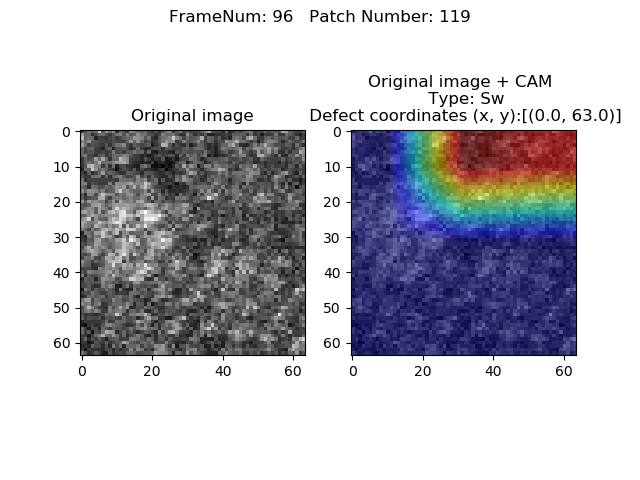 FrameNum: 96   Patch Number: 119
Original image
Original image + CAM
Type: Sw
Defect coordinates (x, y):[(0.0, 63.0)]
0
10
20
30
40
50
60
0 20 40 60
0
10
20
30
40
50
60
0 20 40 60